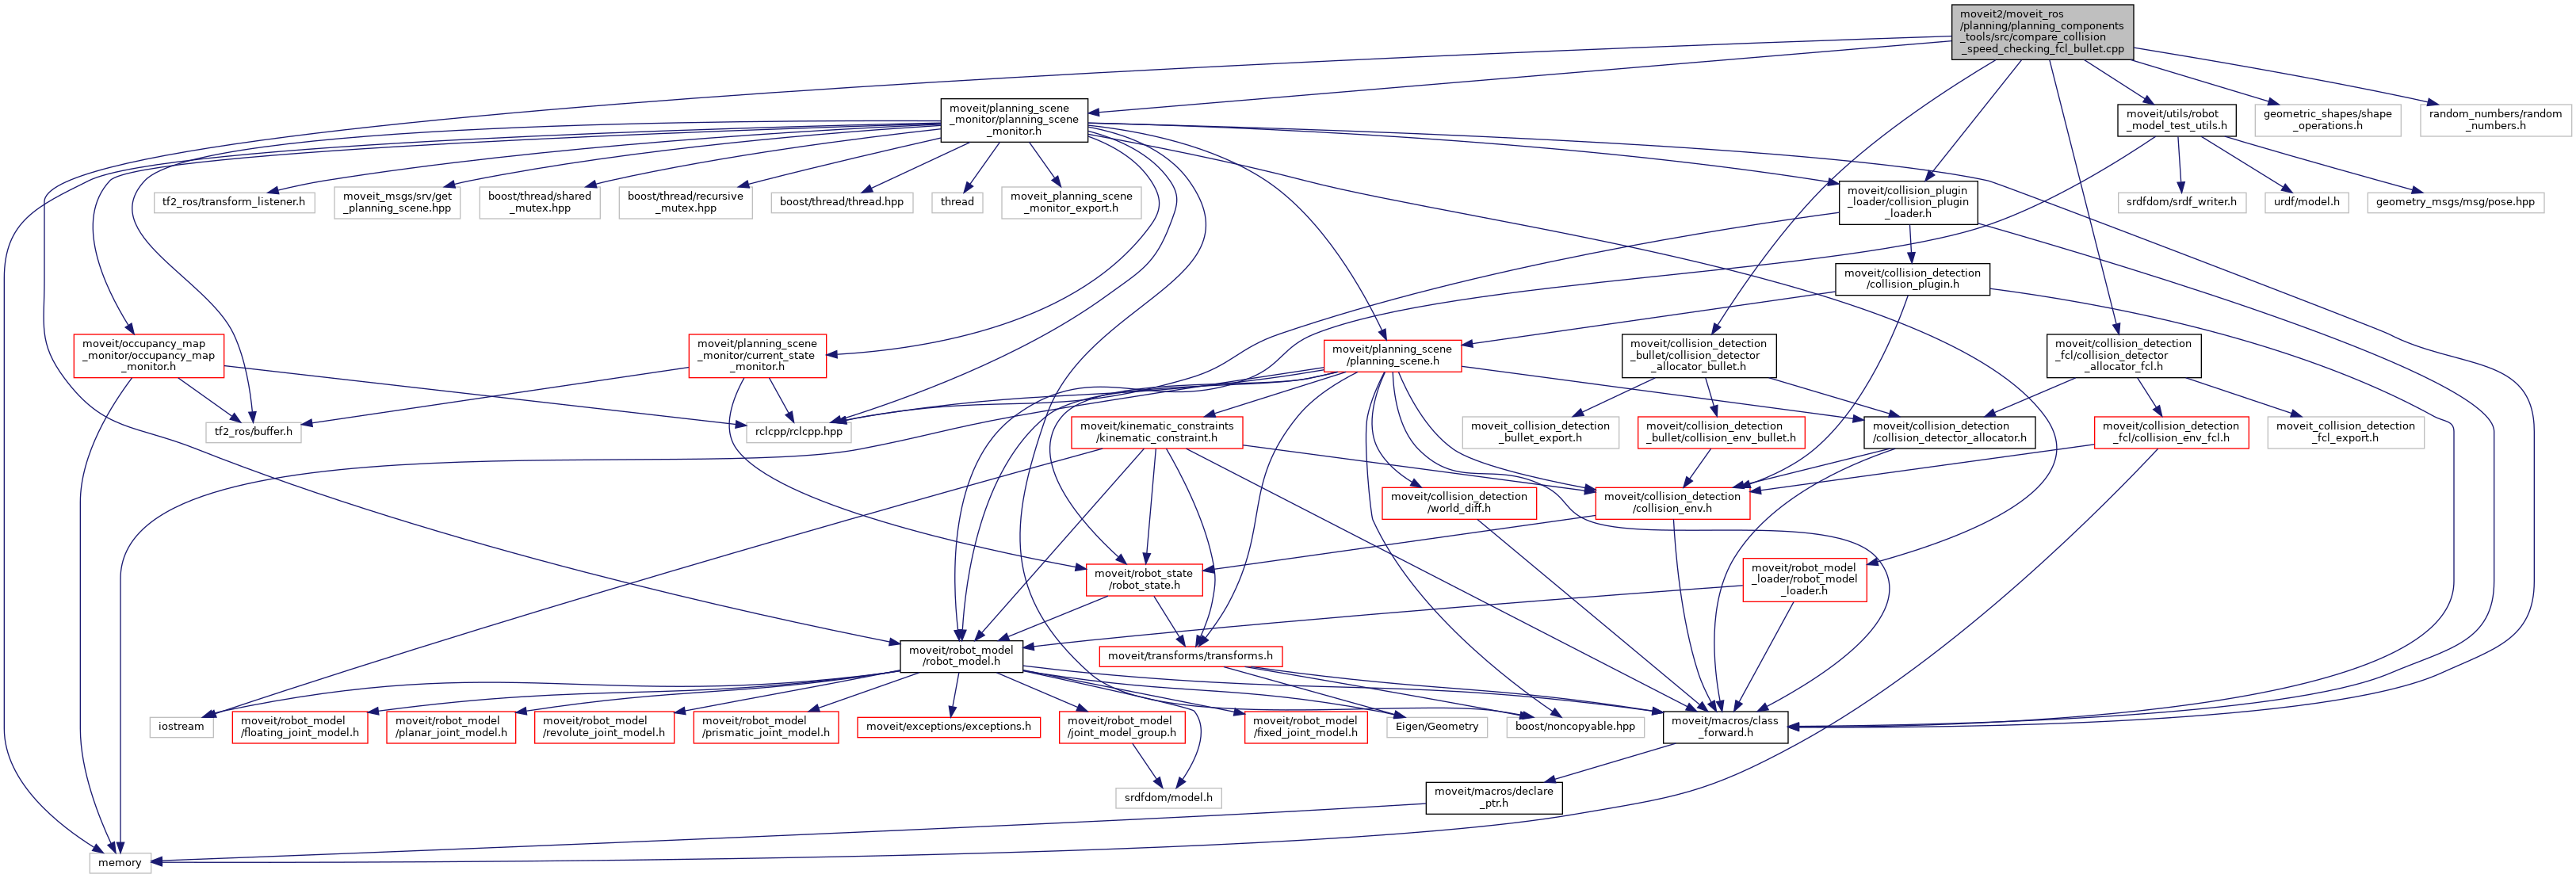 moveit2/moveit_ros
/planning/planning_components
_tools/src/compare_collision
_speed_checking_fcl_bullet.cpp
moveit/planning_scene
_monitor/planning_scene
_monitor.h
moveit/utils/robot
_model_test_utils.h
geometric_shapes/shape
_operations.h
random_numbers/random
_numbers.h
tf2_ros/transform_listener.h
moveit_msgs/srv/get
_planning_scene.hpp
boost/thread/shared
_mutex.hpp
boost/thread/recursive
_mutex.hpp
boost/thread/thread.hpp
thread
moveit_planning_scene
_monitor_export.h
moveit/collision_plugin
_loader/collision_plugin
_loader.h
srdfdom/srdf_writer.h
urdf/model.h
geometry_msgs/msg/pose.hpp
moveit/collision_detection
/collision_plugin.h
moveit/occupancy_map
_monitor/occupancy_map
_monitor.h
moveit/planning_scene
_monitor/current_state
_monitor.h
moveit/planning_scene
/planning_scene.h
moveit/collision_detection
_bullet/collision_detector
_allocator_bullet.h
moveit/collision_detection
_fcl/collision_detector
_allocator_fcl.h
tf2_ros/buffer.h
rclcpp/rclcpp.hpp
moveit/kinematic_constraints
/kinematic_constraint.h
moveit_collision_detection
_bullet_export.h
moveit/collision_detection
_bullet/collision_env_bullet.h
moveit/collision_detection
/collision_detector_allocator.h
moveit/collision_detection
_fcl/collision_env_fcl.h
moveit_collision_detection
_fcl_export.h
moveit/collision_detection
/world_diff.h
moveit/collision_detection
/collision_env.h
moveit/robot_state
/robot_state.h
moveit/robot_model
_loader/robot_model
_loader.h
moveit/robot_model
/robot_model.h
moveit/transforms/transforms.h
iostream
moveit/robot_model
/floating_joint_model.h
moveit/robot_model
/planar_joint_model.h
moveit/robot_model
/revolute_joint_model.h
moveit/robot_model
/prismatic_joint_model.h
moveit/exceptions/exceptions.h
moveit/robot_model
/joint_model_group.h
moveit/robot_model
/fixed_joint_model.h
Eigen/Geometry
boost/noncopyable.hpp
moveit/macros/class
_forward.h
srdfdom/model.h
moveit/macros/declare
_ptr.h
memory